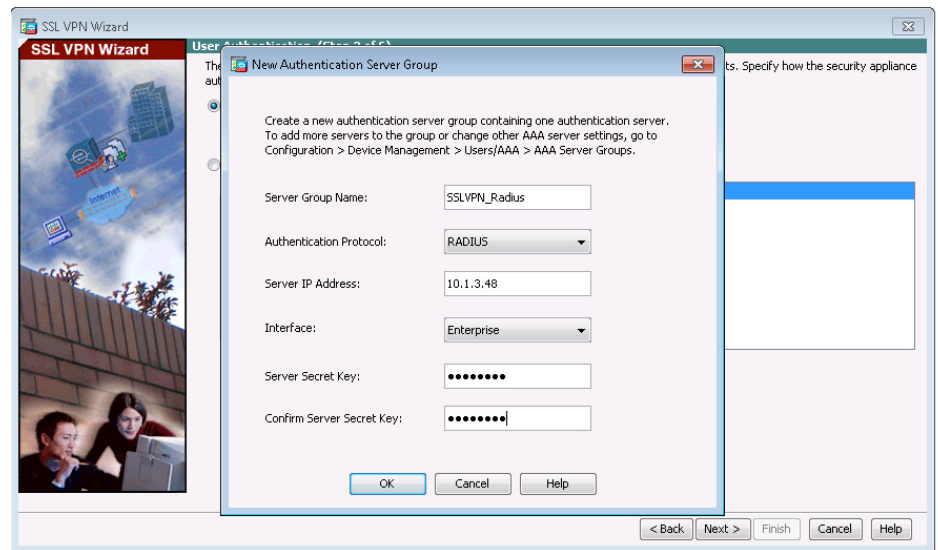 SSL VPN Wizard
SSL VPN Wizard
User
The
ts. Specify how the security appliance
aut
New Authentication Server Group
Create a new authentication server group containing one authentication server.
To add more servers to the group or change other AAA server settings, go to
Configuration > Device Management > Users/AAA > AAA Server Groups.
Server Group Name: SSLVPN_Radius
Authentication Protocol: RADIUS
Server IP Address: 10.1.3.48
Interface: Enterprise
Server Secret Key: ••••••••
Confirm Server Secret Key: ••••••••
OK Cancel Help
Internet
< Back Next > Finish Cancel Help